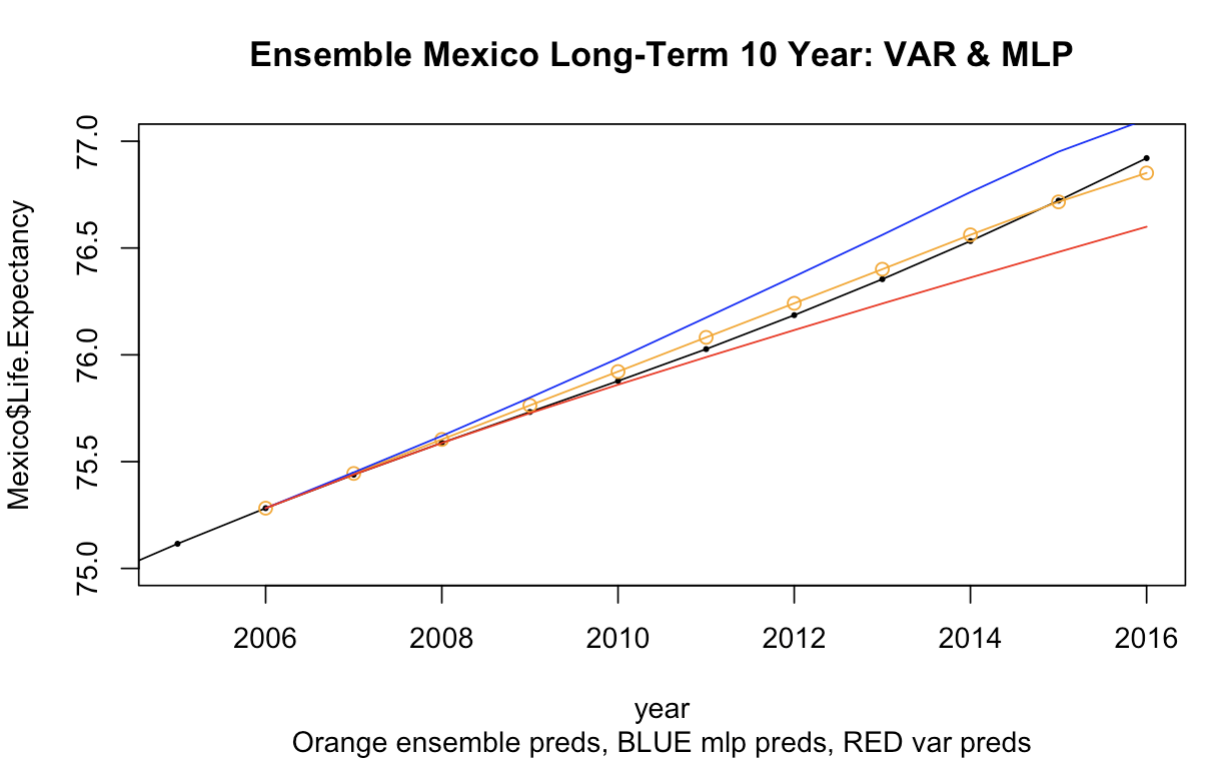 Ensemble Mexico Long-Term 10 Year: VAR & MLP
Mexico$Life.Expectancy
77.0
76.5
76.0
75.5
75.0
2006 2008 2010 2012 2014 2016
year
Orange ensemble preds, BLUE mlp preds, RED var preds